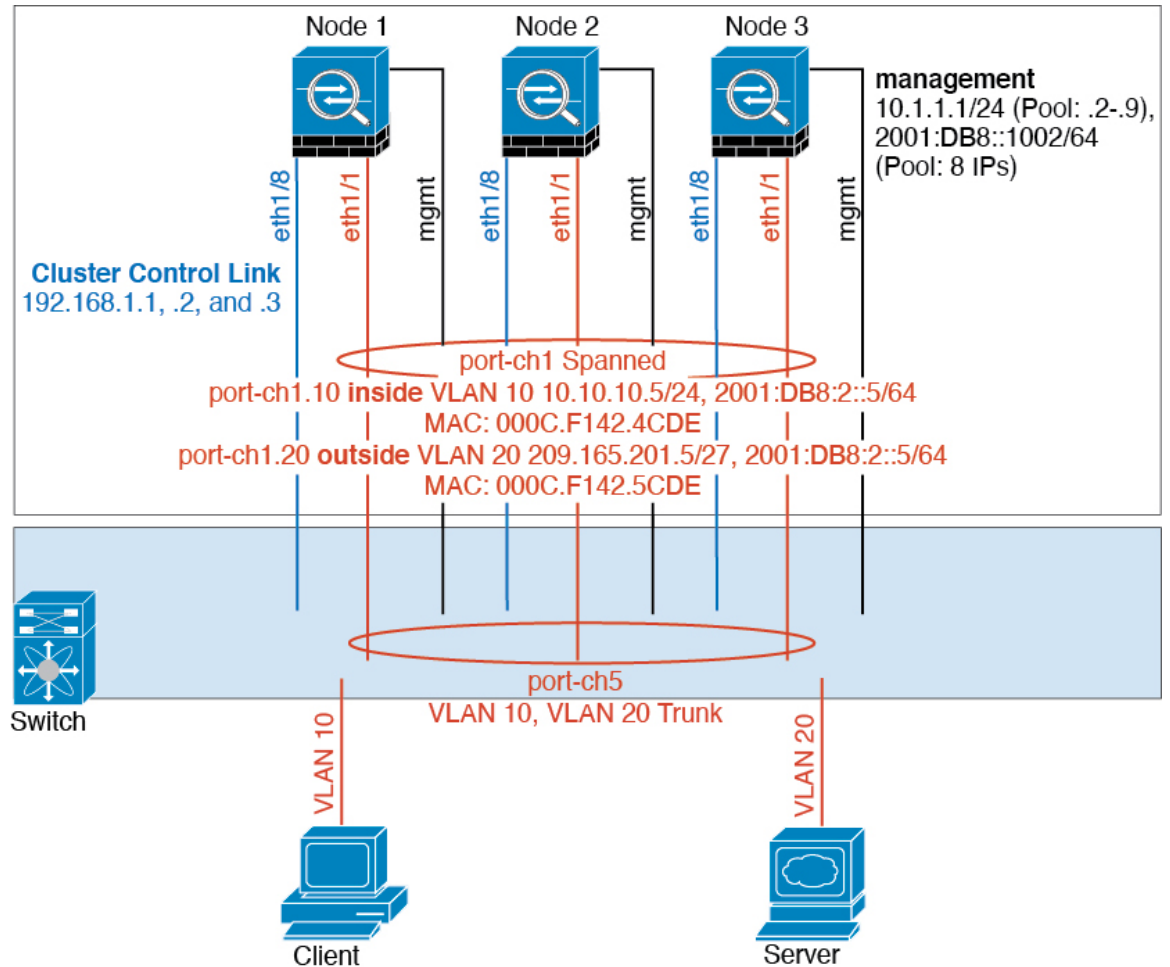 Node 1
Node 2
Node 3
management
10.1.1.1/24 (Pool: .2-.9),
2001:DB8::1002/64
(Pool: 8 IPs)
eth1/8
eth1/1
mgmt
eth1/8
eth1/1
mgmt
eth1/8
eth1/1
mgmt
Cluster Control Link
192.168.1.1, .2, and .3
port-ch1 Spanned
port-ch1.10 inside VLAN 10 10.10.10.5/24, 2001:DB8:2::5/64
MAC: 000C.F142.4CDE
port-ch1.20 outside VLAN 20 209.165.201.5/27, 2001:DB8:2::5/64
MAC: 000C.F142.5CDE
port-ch5
VLAN 10, VLAN 20 Trunk
Switch
VLAN 10
VLAN 20
Client
Server